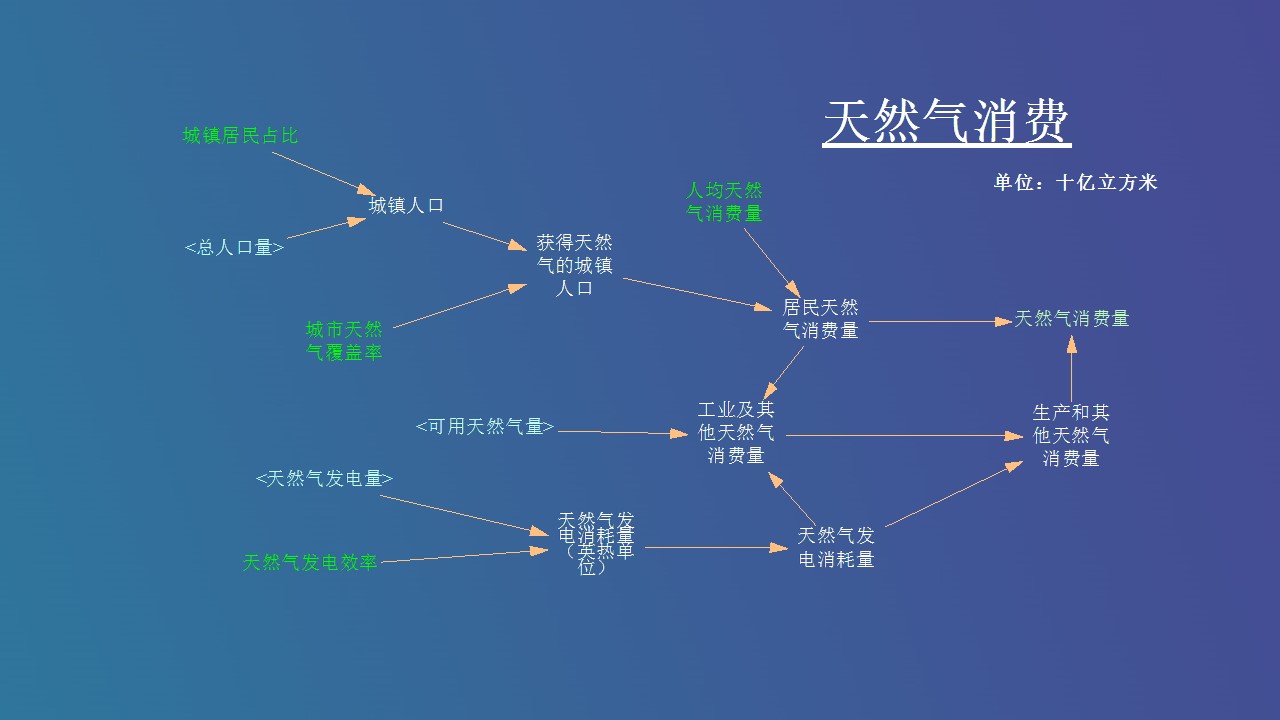 天然气消费
单位：十亿立方米
城镇居民占比
城镇人口
<总人口量>
人均天然
气消费量
获得天然
气的城镇
人口
城市天然
气覆盖率
居民天然
气消费量
天然气消费量
<可用天然气量>
工业及其
他天然气
消费量
生产和其
他天然气
消费量
<天然气发电量>
天然气发电效率
天然气发
电消耗量
（英热单
位）
天然气发
电消耗量